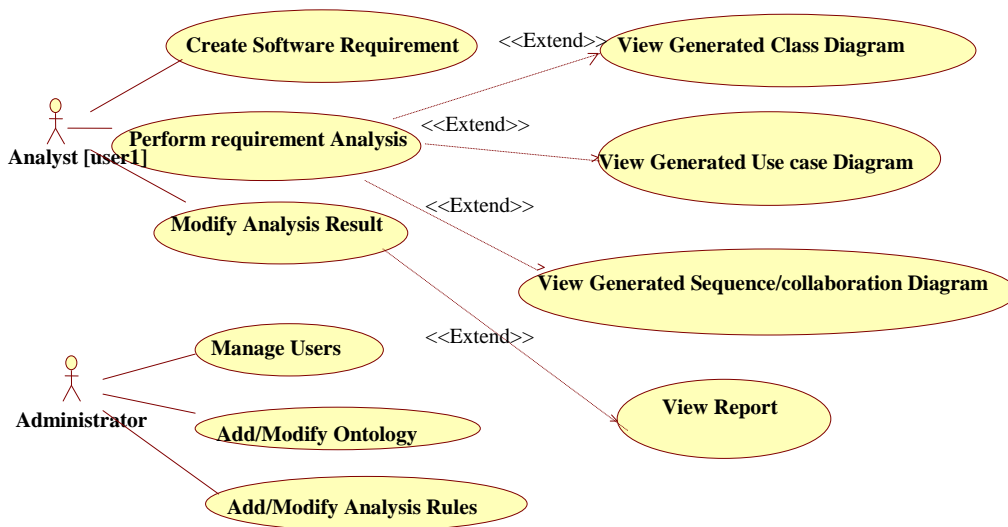 Create Software Requirement
<<Extend>>
View Generated Class Diagram
Analyst [user1]
Perform requirement Analysis
<<Extend>>
View Generated Use case Diagram
Modify Analysis Result
<<Extend>>
View Generated Sequence/collaboration Diagram
<<Extend>>
View Report
Administrator
Manage Users
Add/Modify Ontology
Add/Modify Analysis Rules